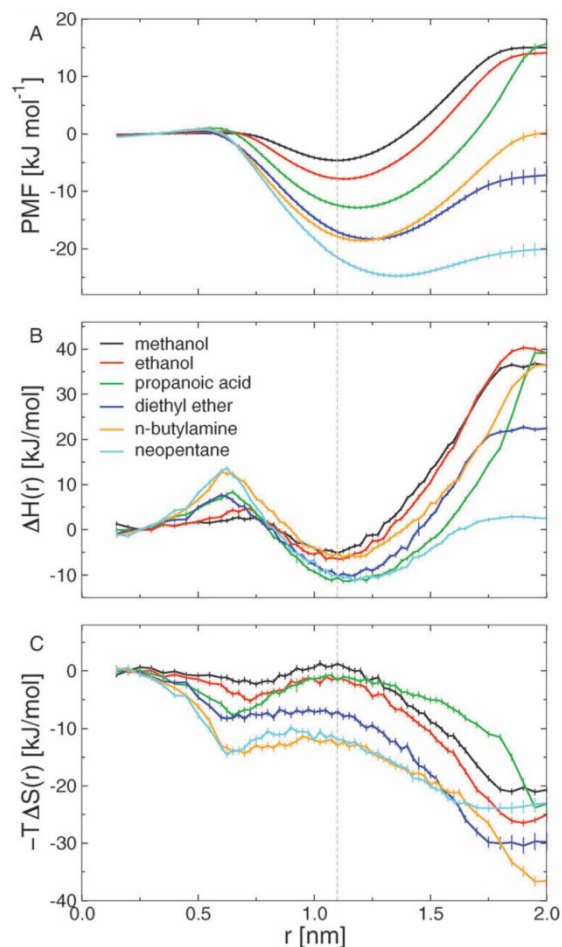 A
PMF [kJ mol⁻¹]
15
10
0
-10
-20
B
ΔH(r) [kJ/mol]
40
30
20
10
0
-10
methanol
ethanol
propanoic acid
diethyl ether
n-butylamine
neopentane
C
-TΔS(r) [kJ/mol]
0
-10
-20
-30
-40
0.0 0.5 1.0 1.5 2.0
r [nm]